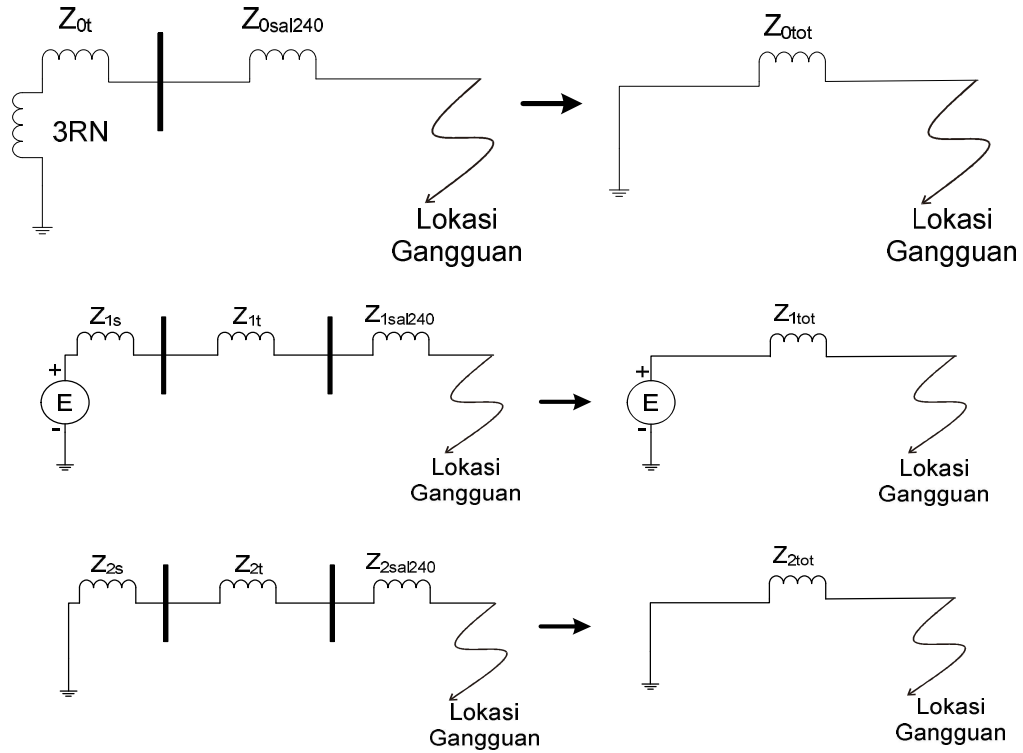 Z0t
Z0sal240
Z0tot
3RN
Lokasi
Gangguan
Lokasi
Gangguan
Z1s
Z1t
Z1sal240
Z1tot
+
E
-
+
E
-
Lokasi
Gangguan
Lokasi
Gangguan
Z2s
Z2t
Z2sal240
Z2tot
Lokasi
Gangguan
Lokasi
Gangguan